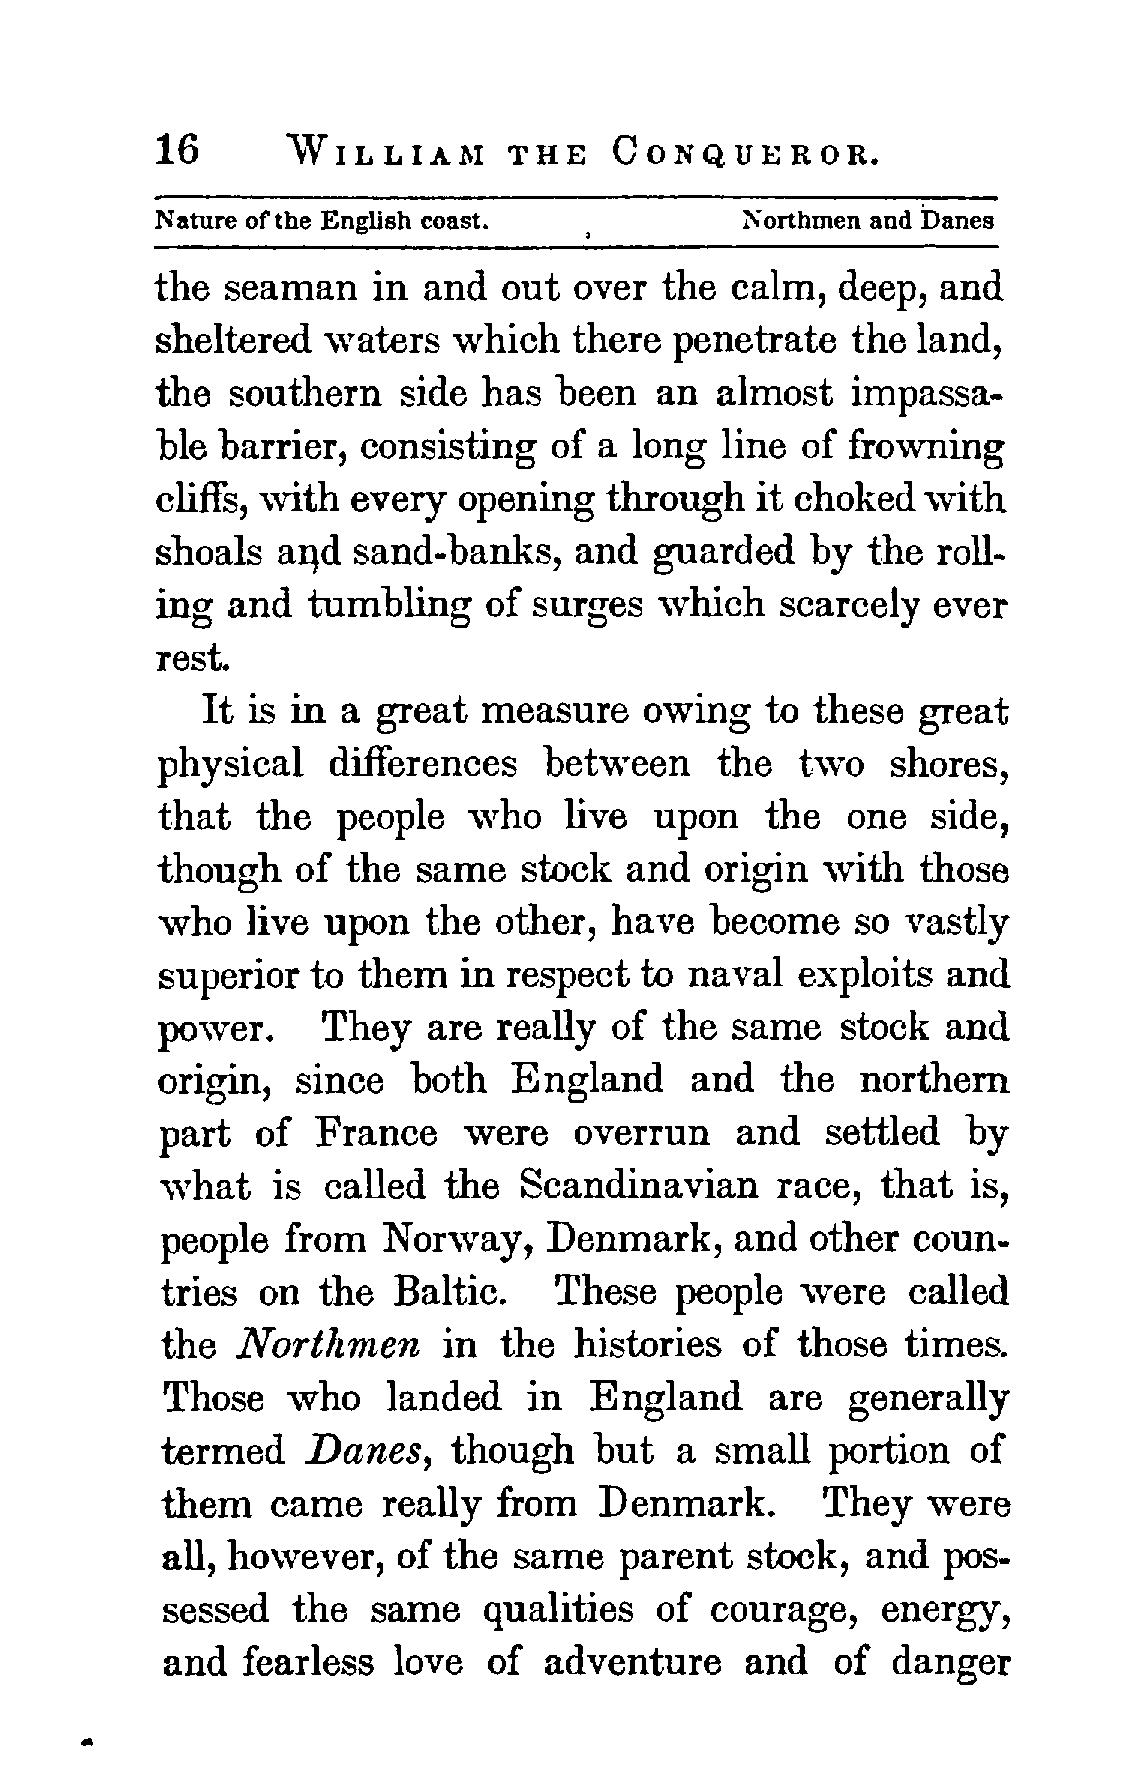 16 WILLIAM THE CONQUEROR.
Nature of the English coast. Northmen and Danes
the seaman in and out over the calm, deep, and
sheltered waters which there penetrate the land,
the southern side has been an almost impassa-
ble barrier, consisting of a long line of frowning
cliffs, with every opening through it choked with
shoals and sand-banks, and guarded by the roll-
ing and tumbling of surges which scarcely ever
rest.
It is in a great measure owing to these great
physical differences between the two shores,
that the people who live upon the one side,
though of the same stock and origin with those
who live upon the other, have become so vastly
superior to them in respect to naval exploits and
power. They are really of the same stock and
origin, since both England and the northern
part of France were overrun and settled by
what is called the Scandinavian race, that is,
people from Norway, Denmark, and other coun-
tries on the Baltic. These people were called
the Northmen in the histories of those times.
Those who landed in England are generally
termed Danes, though but a small portion of
them came really from Denmark. They were
all, however, of the same parent stock, and pos-
sessed the same qualities of courage, energy,
and fearless love of adventure and of danger